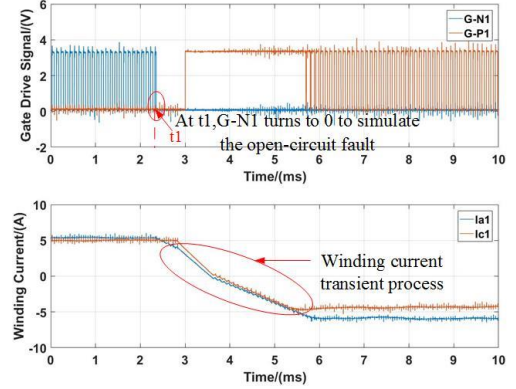 6
4
2
0
-2
Gate Drive Signal/(V)
G-N1
G-P1
At t1,G-N1 turns to 0 to simulate
the open-circuit fault
t1
0 1 2 3 4 5 6 7 8 9 10
Time/(ms)
10
5
0
-5
-10
Winding Current/(A)
Ia1
Ic1
Winding current
transient process
0 1 2 3 4 5 6 7 8 9 10
Time/(ms)